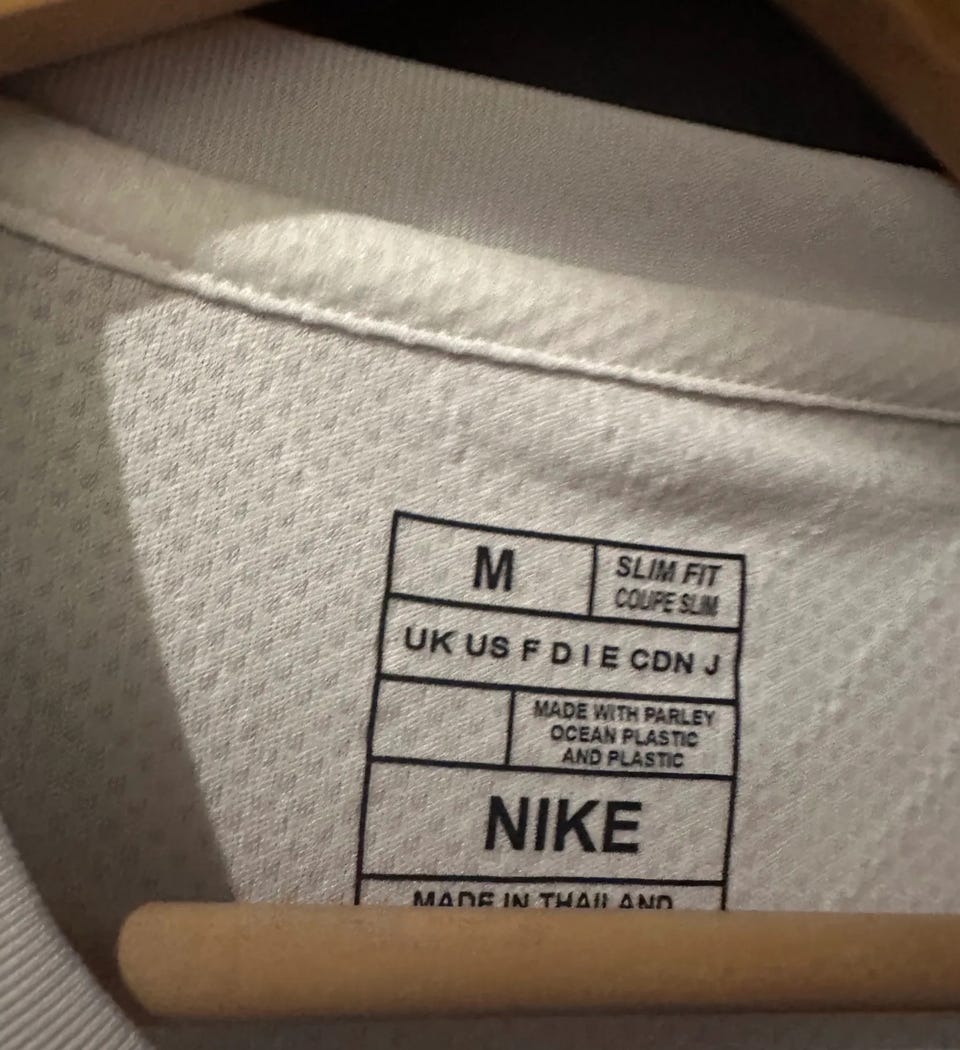 M
SLIM FIT
COUPE SLIM
UK US F D I E CDN J
MADE WITH PARLEY
OCEAN PLASTIC
AND PLASTIC
NIKE
MADE IN THAILAND